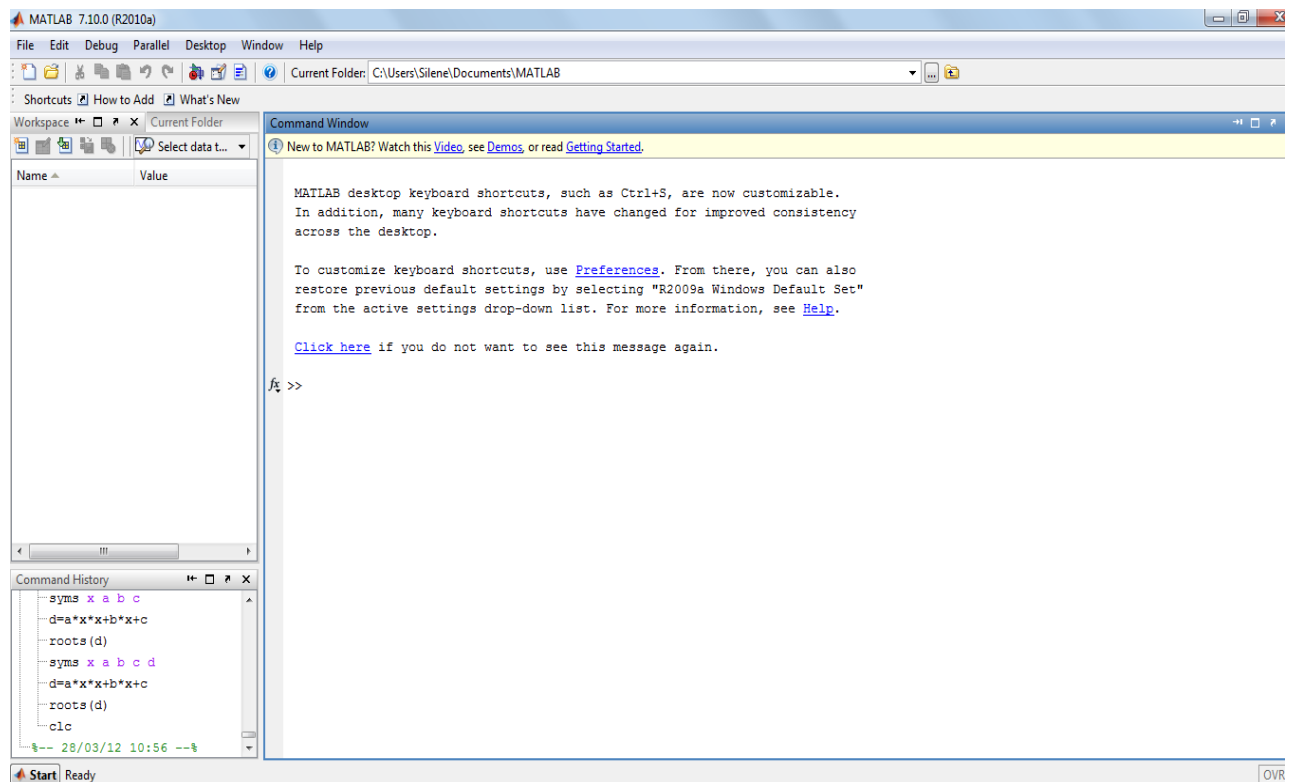 MATLAB 7.10.0 (R2010a)
File Edit Debug Parallel Desktop Window Help
Current Folder: C:\Users\Silene\Documents\MATLAB
Shortcuts How to Add What's New
Workspace Current Folder
Select data t...
Name Value
Command Window
New to MATLAB? Watch this Video, see Demos, or read Getting Started.
MATLAB desktop keyboard shortcuts, such as Ctrl+S, are now customizable.
In addition, many keyboard shortcuts have changed for improved consistency
across the desktop.
To customize keyboard shortcuts, use Preferences. From there, you can also
restore previous default settings by selecting "R2009a Windows Default Set"
from the active settings drop-down list. For more information, see Help.
Click here if you do not want to see this message again.
fx >>
Command History
syms x a b c
d=a*x*x+b*x+c
roots(d)
syms x a b c d
d=a*x*x+b*x+c
roots(d)
clc
%-- 28/03/12 10:56 --%
Start Ready
OVR